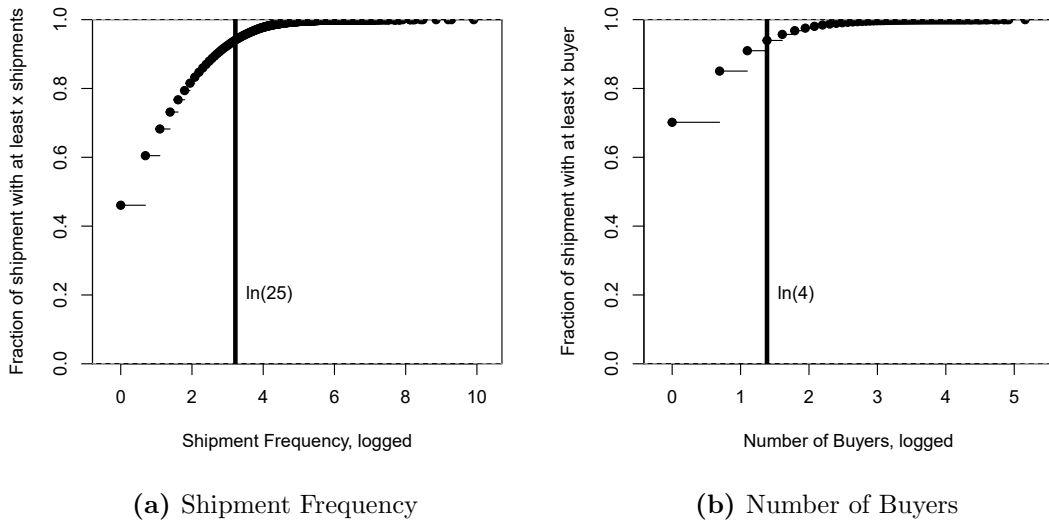 Fraction of shipment with at least x shipments
1.0
0.8
0.6
0.4
0.2
0.0
ln(25)
0 2 4 6 8 10
Shipment Frequency, logged
(a) Shipment Frequency
Fraction of shipment with at least x buyer
1.0
0.8
0.6
0.4
0.2
0.0
ln(4)
0 1 2 3 4 5
Number of Buyers, logged
(b) Number of Buyers